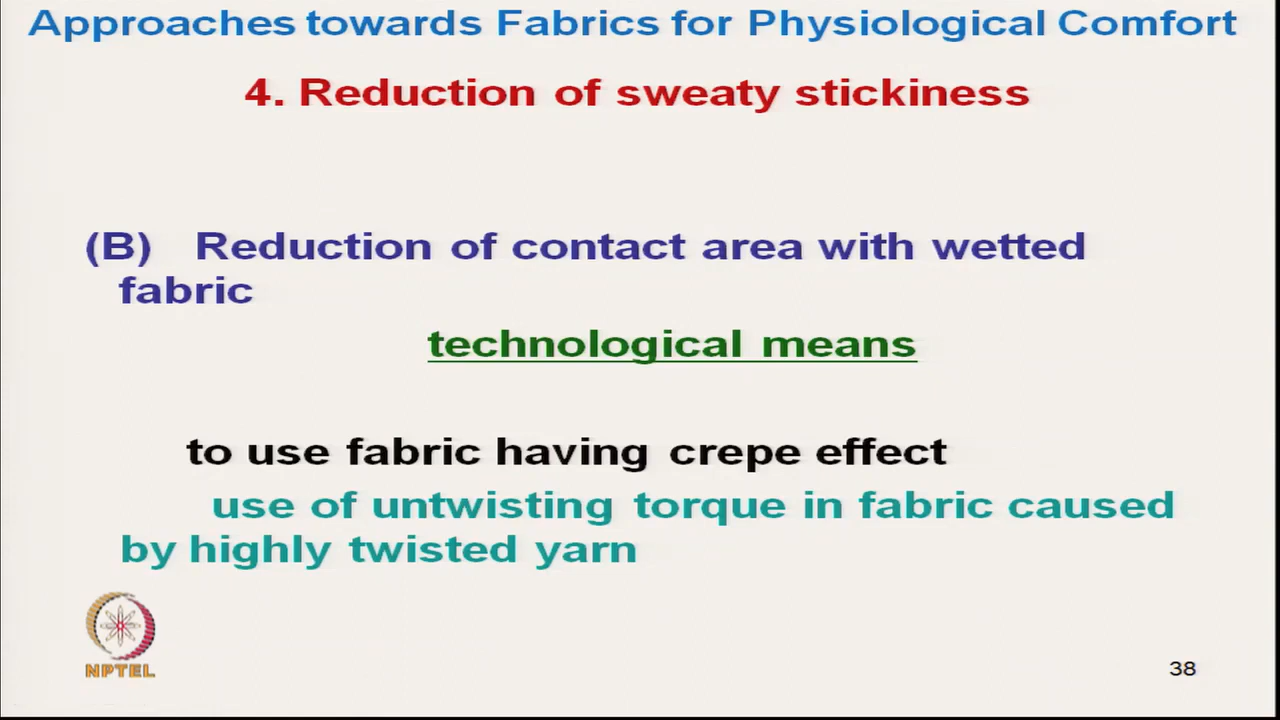 Approaches towards Fabrics for Physiological Comfort
4. Reduction of sweaty stickiness
(B) Reduction of contact area with wetted
fabric
technological means
to use fabric having crepe effect
use of untwisting torque in fabric caused
by highly twisted yarn
NPTEL
38